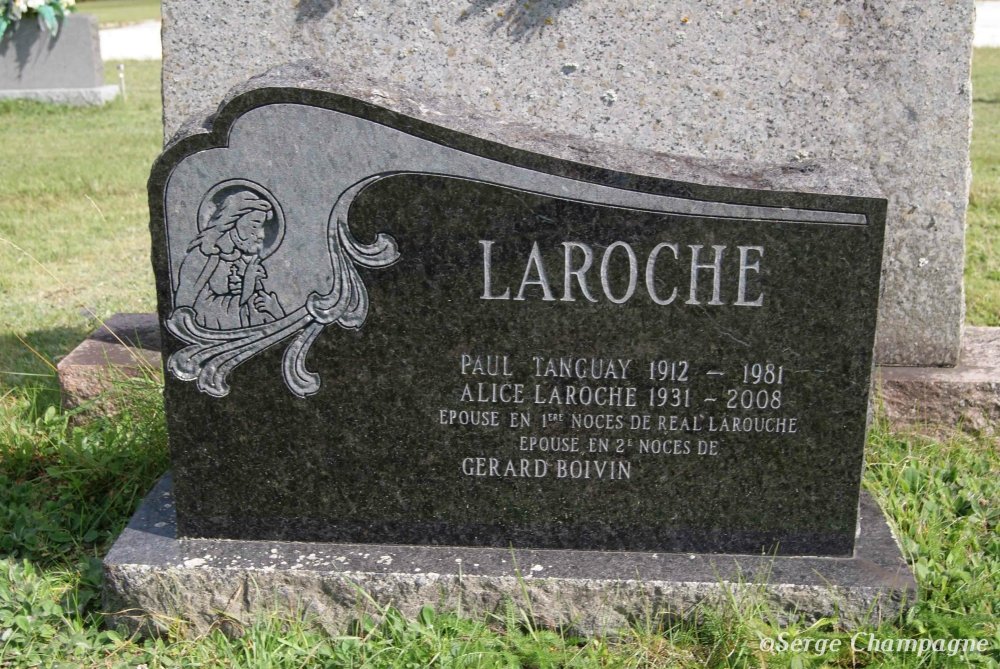 LAROCHE
PAUL TANGUAY 1912 – 1981
ALICE LAROCHE 1931 – 2008
EPOUSE EN 1ERE NOCES DE REAL LAROUCHE
EPOUSE EN 2E NOCES DE
GERARD BOIVIN
©Serge Champagne